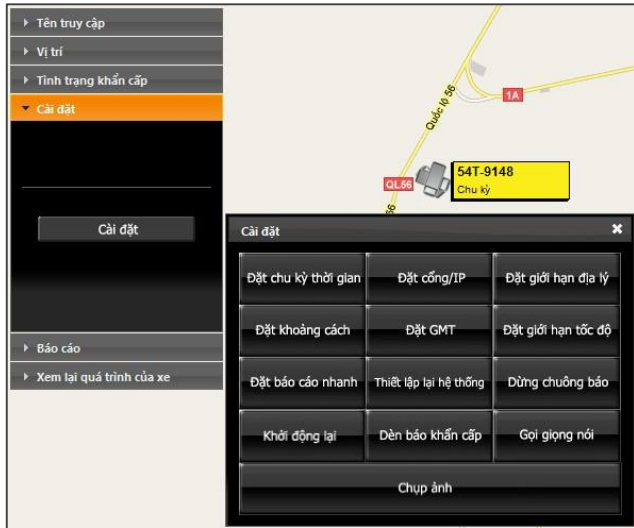 Tên truy cập
Vị trí
Tình trạng khẩn cấp
Cài đặt
Cài đặt
Báo cáo
Xem lại quá trình của xe
Quốc lộ 56
1A
QL56
56
54T-9148
Chu kỳ
Cài đặt
Đặt chu kỳ thời gian
Đặt cổng/IP
Đặt giới hạn địa lý
Đặt khoảng cách
Đặt GMT
Đặt giới hạn tốc độ
Đặt báo cáo nhanh
Thiết lập lại hệ thống
Dừng chuông báo
Khởi động lại
Dèn báo khẩn cấp
Gọi giọng nói
Chụp ảnh